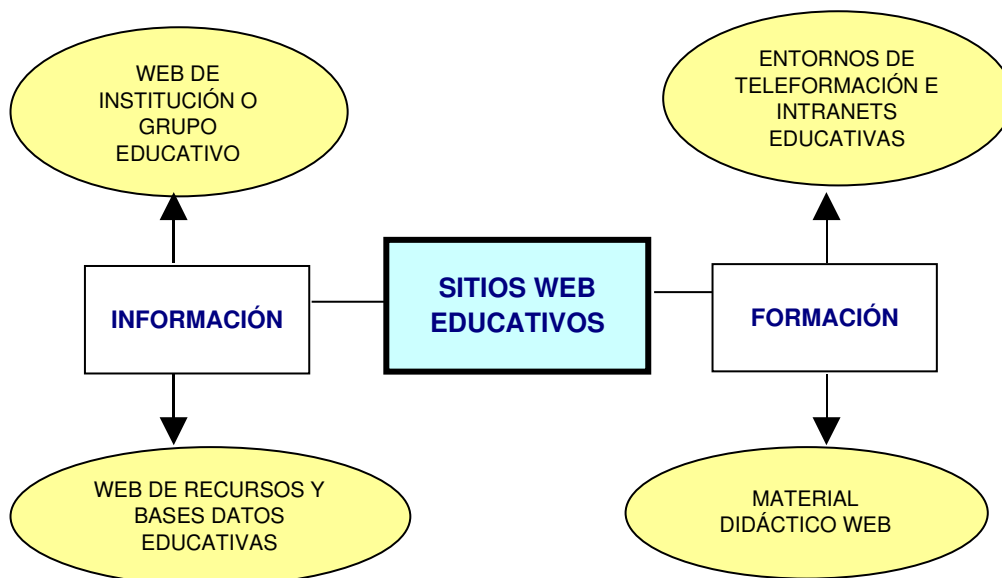 WEB DE
INSTITUCIÓN O
GRUPO
EDUCATIVO
ENTORNOS DE
TELEFORMACIÓN E
INTRANETS
EDUCATIVAS
INFORMACIÓN
SITIOS WEB
EDUCATIVOS
FORMACIÓN
WEB DE RECURSOS Y
BASES DATOS
EDUCATIVAS
MATERIAL
DIDÁCTICO WEB